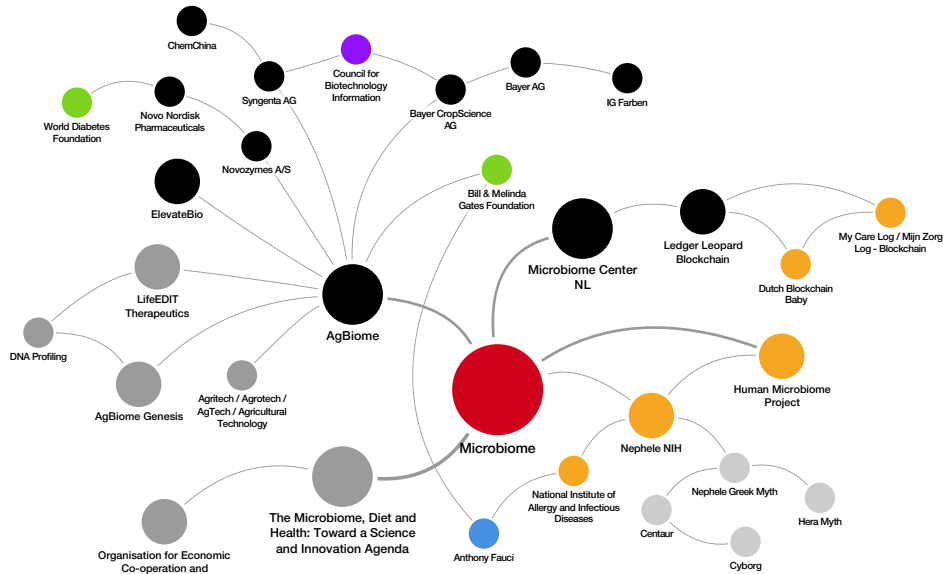 ChemChina
Council for
Biotechnology
Information
Syngenta AG
Bayer AG
IG Farben
Bayer CropScience
AG
World Diabetes
Foundation
Novo Nordisk
Pharmaceuticals
Novozymes A/S
ElevateBio
Bill & Melinda
Gates Foundation
Microbiome Center
NL
Ledger Leopard
Blockchain
My Care Log / Mijn Zorg
Log - Blockchain
Dutch Blockchain
Baby
LifeEDIT
Therapeutics
AgBiome
DNA Profiling
AgBiome Genesis
Agritech / Agrotech /
AgTech / Agricultural
Technology
Human Microbiome
Project
Microbiome
Nephele NIH
National Institute of
Allergy and Infectious
Diseases
Nephele Greek Myth
Hera Myth
Centaur
Cyborg
Anthony Fauci
The Microbiome, Diet and
Health: Toward a Science
and Innovation Agenda
Organisation for Economic
Co-operation and